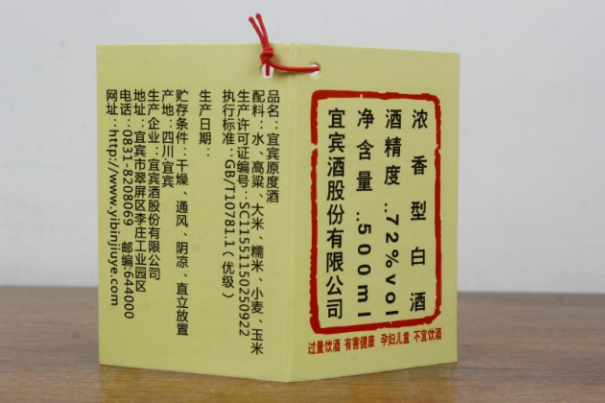 浓香型白酒
酒精度:72%vol
净含量:500ml
宜宾酒股份有限公司
过量饮酒 有害健康 孕妇儿童 不宜饮酒
品名:宜宾原度酒
配料:水、高粱、大米、糯米、小麦、玉米
生产许可证编号:SC11551150250922
执行标准:GB/T10781.1(优级)
生产日期:
贮存条件:干燥、通风、阴凉、直立放置
产地:四川宜宾
生产企业:宜宾酒股份有限公司
地址:宜宾市翠屏区李庄工业园区
电话:0831-8208069 邮编:644000
网址:http://www.yibinjiuye.com